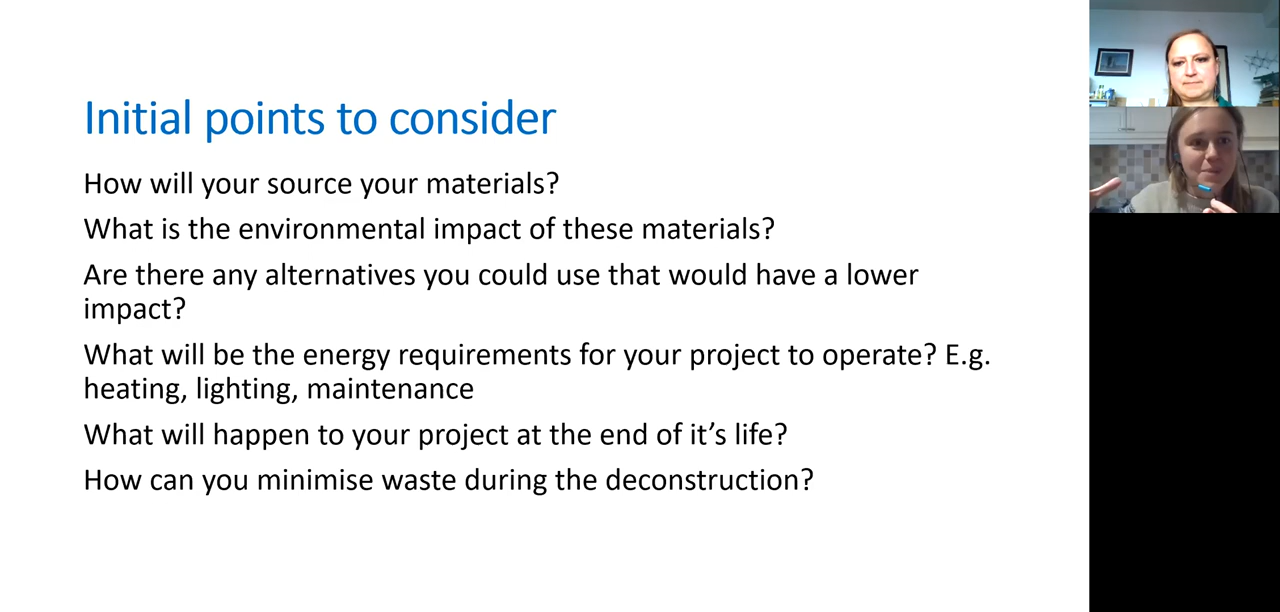 Initial points to consider
How will your source your materials?
What is the environmental impact of these materials?
Are there any alternatives you could use that would have a lower
impact?
What will be the energy requirements for your project to operate? E.g.
heating, lighting, maintenance
What will happen to your project at the end of it's life?
How can you minimise waste during the deconstruction?